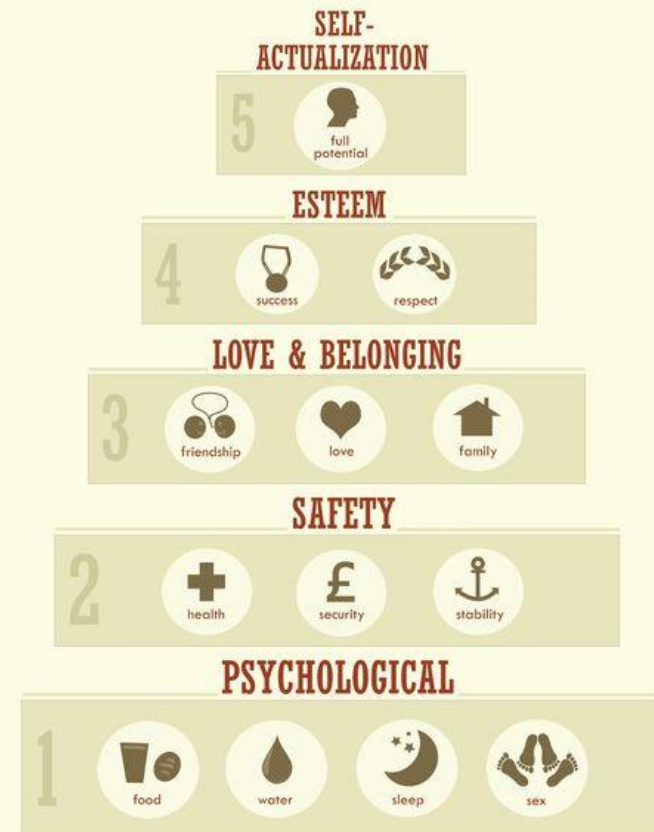 SELF-
ACTUALIZATION
5
full
potential
ESTEEM
4
success
respect
LOVE & BELONGING
3
friendship
love
family
SAFETY
2
£
health
security
stability
PSYCHOLOGICAL
1
food
water
sleep
sex